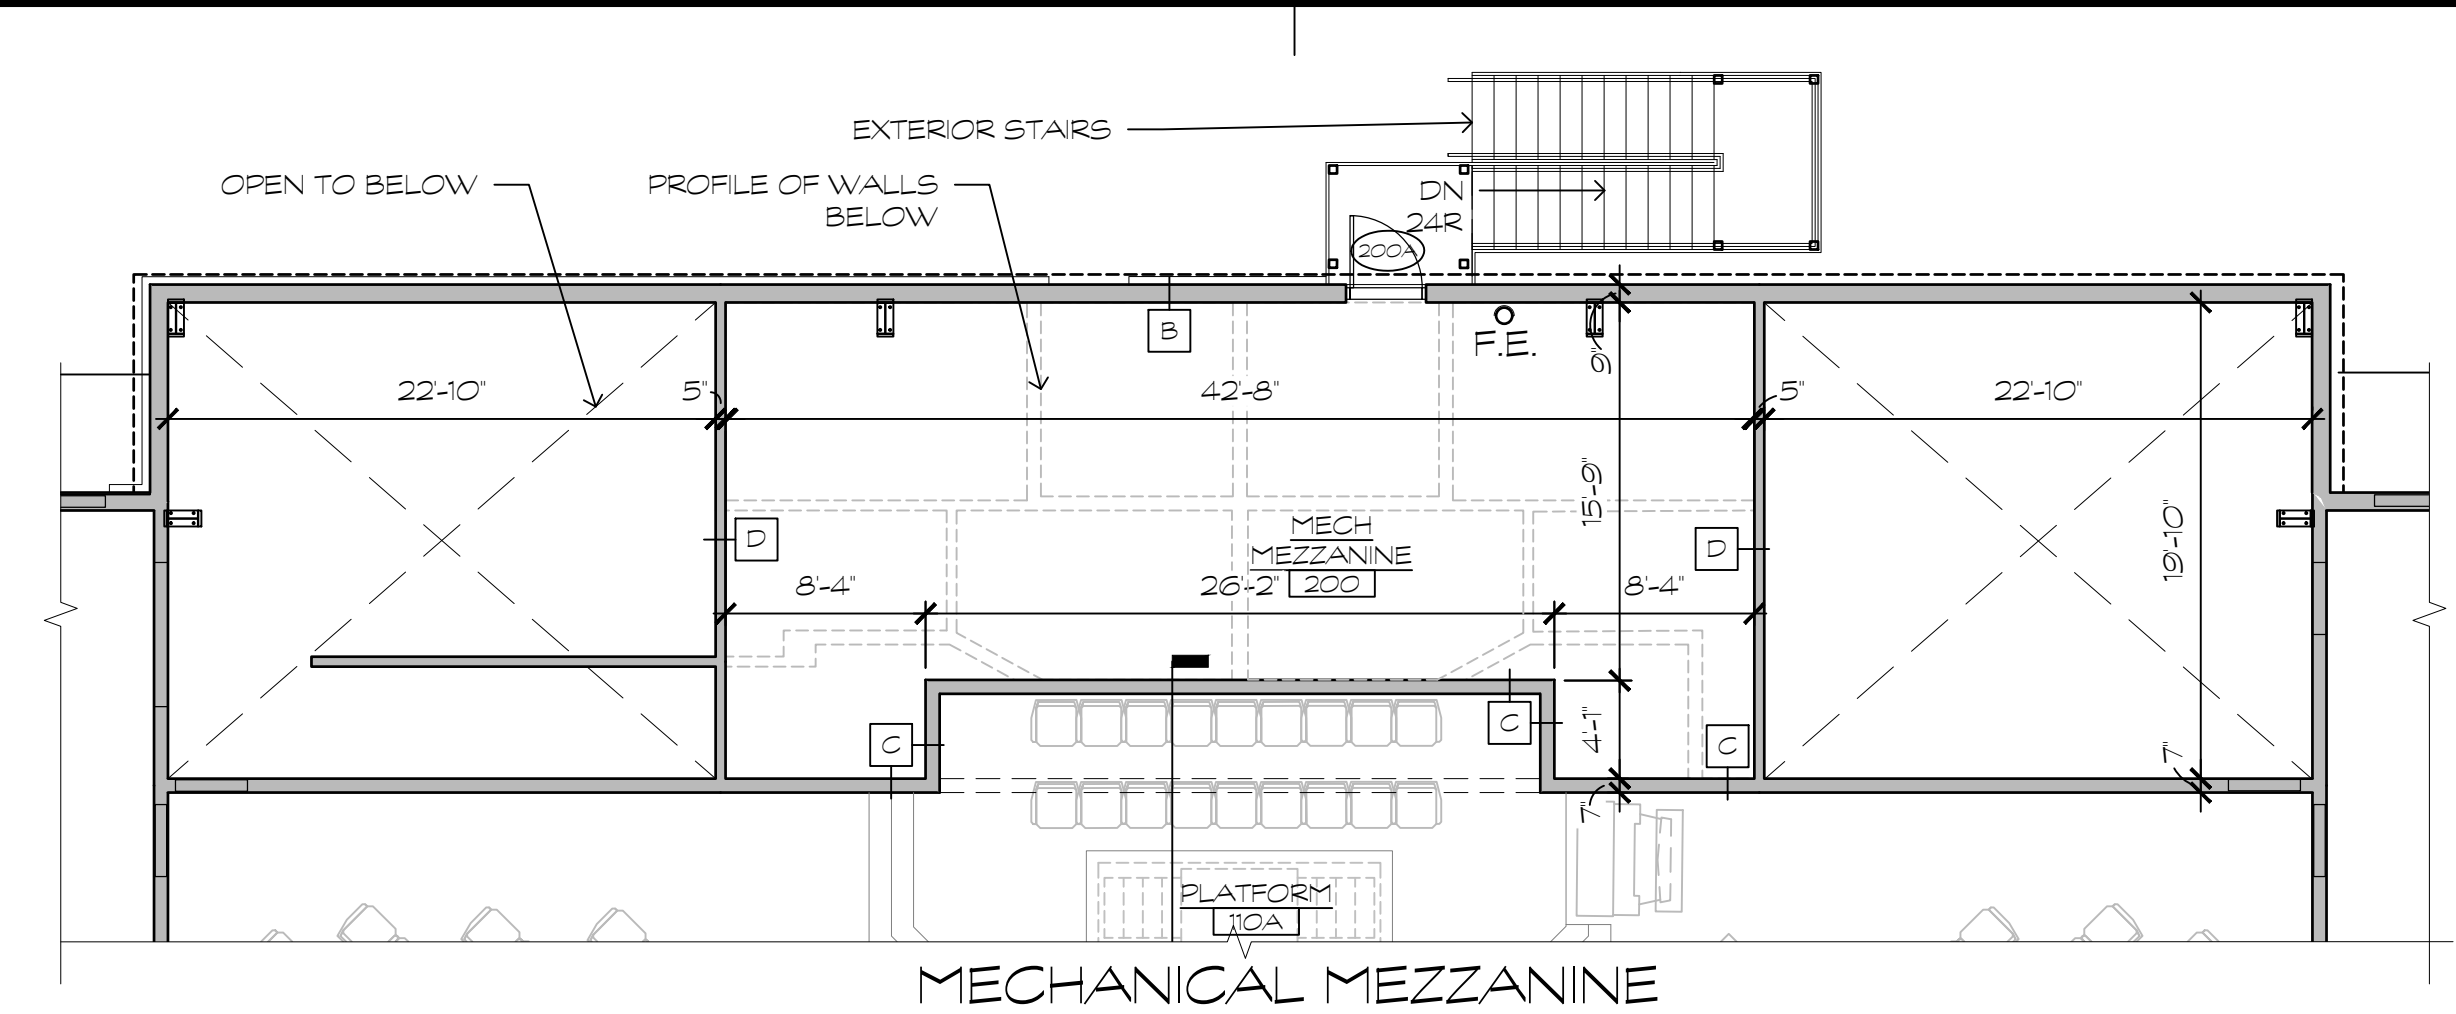 EXTERIOR STAIRS
OPEN TO BELOW
PROFILE OF WALLS
BELOW
DN
24R
200A
B
F.E.
9"
22'-10"
5"
42'-8"
5"
22'-10"
15'-9"
D
MECH
MEZZANINE
200
D
19'-10"
8'-4"
26'-2"
8'-4"
C
C
4'-1"
C
7"
7"
PLATFORM
110A
MECHANICAL MEZZANINE